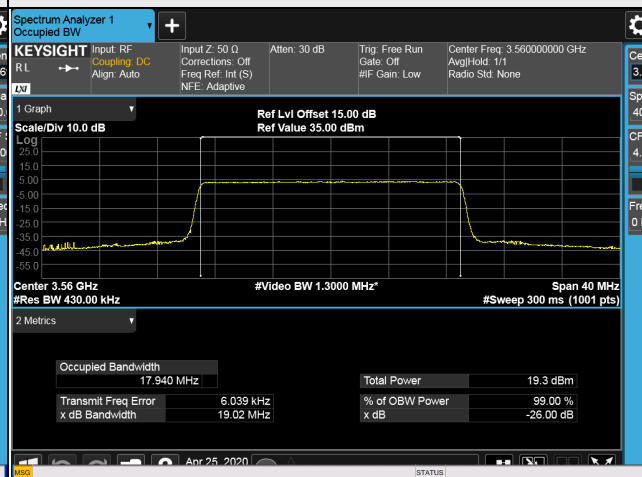 Spectrum Analyzer 1
Occupied BW
KEYSIGHT
RL
LXI
Input: RF
Coupling: DC
Align: Auto
Input Z: 50 Ω
Corrections: Off
Freq Ref: Int (S)
NFE: Adaptive
Atten: 30 dB
Trig: Free Run
Gate: Off
#IF Gain: Low
Center Freq: 3.560000000 GHz
Avg|Hold: 1/1
Radio Std: None
1 Graph
Scale/Div 10.0 dB
Ref Lvl Offset 15.00 dB
Ref Value 35.00 dBm
Log
25.0
15.0
5.00
-5.00
-15.0
-25.0
-35.0
-45.0
-55.0
Center 3.56 GHz
#Video BW 1.3000 MHz*
Span 40 MHz
#Res BW 430.00 kHz
#Sweep 300 ms (1001 pts)
2 Metrics
Occupied Bandwidth
17.940 MHz
Total Power 19.3 dBm
Transmit Freq Error 6.039 kHz
% of OBW Power 99.00 %
x dB Bandwidth 19.02 MHz
x dB -26.00 dB
Apr 25, 2020
MSG
STATUS